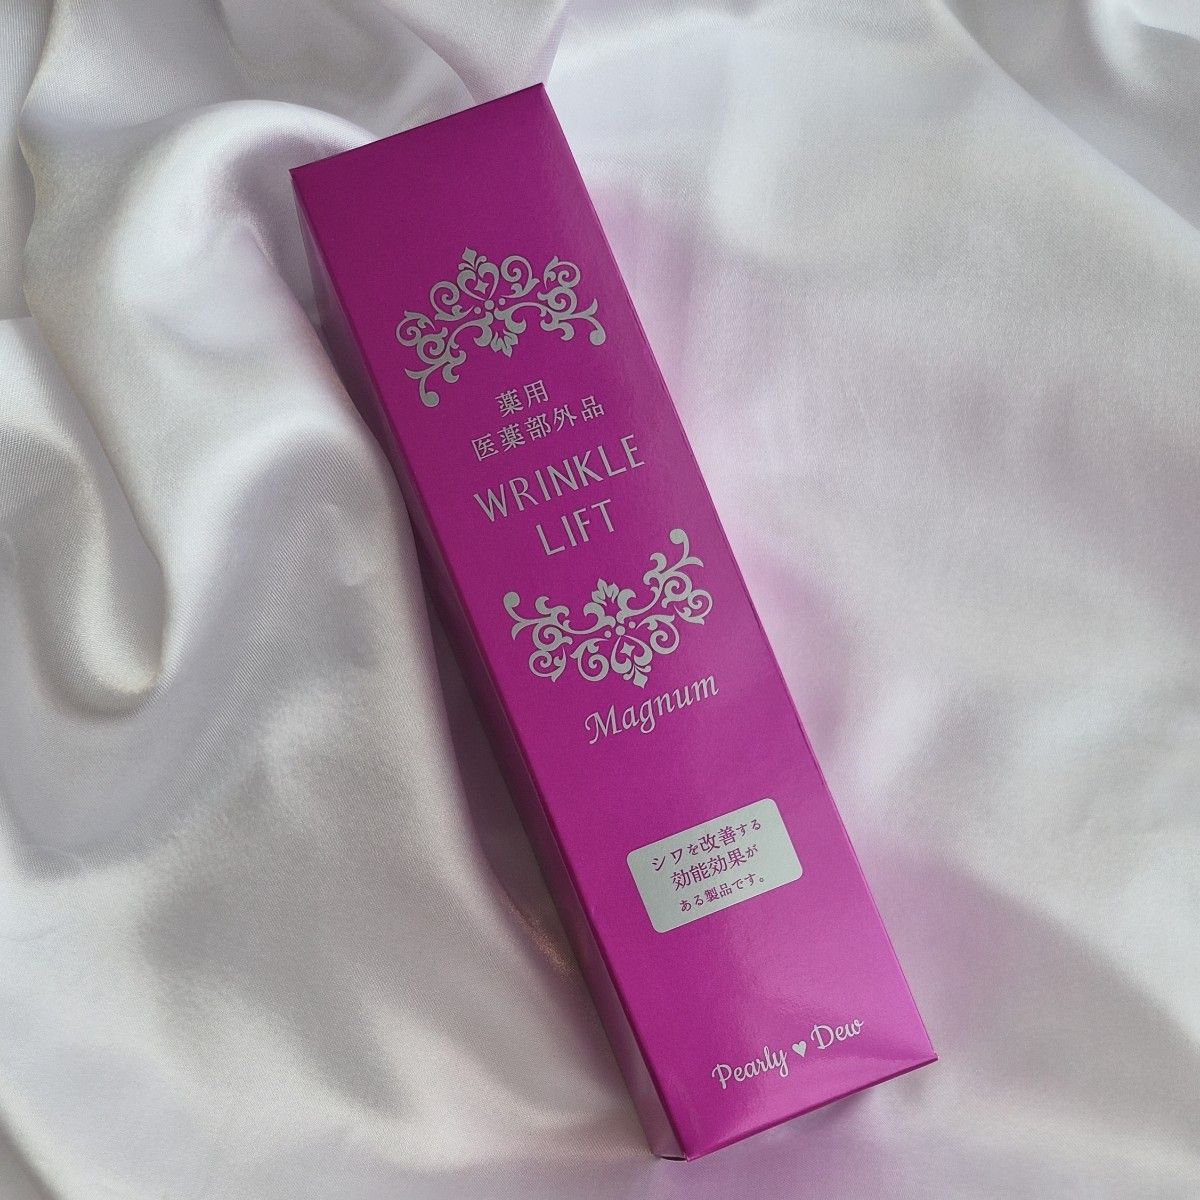 薬用
医薬部外品
WRINKLE
LIFT
Magnum
シワを改善する
効能効果が
ある製品です。
Pearly♥Dew